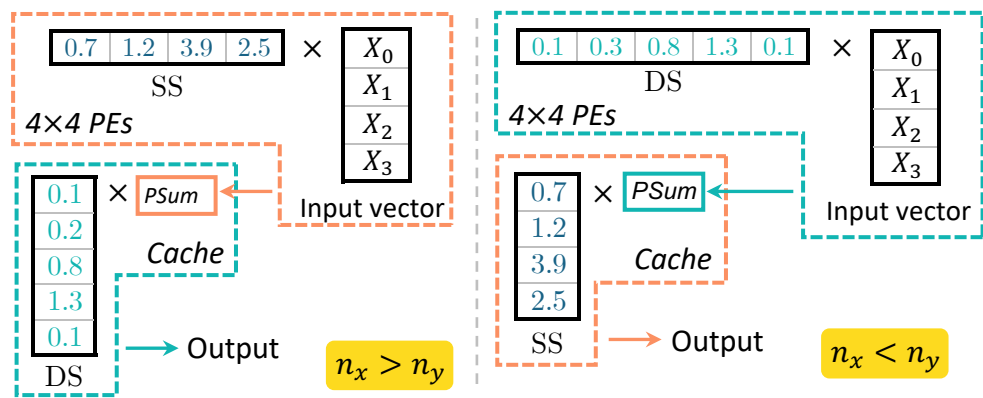 0.7 1.2 3.9 2.5 ×
SS
X₀
X₁
X₂
X₃
Input vector
4×4 PEs
0.1
0.2
0.8
1.3
0.1
DS
× PSum
Cache
Output
nₓ > nᵧ
0.1 0.3 0.8 1.3 0.1 ×
DS
X₀
X₁
X₂
X₃
Input vector
4×4 PEs
0.7
1.2
3.9
2.5
SS
× PSum
Cache
Output
nₓ < nᵧ